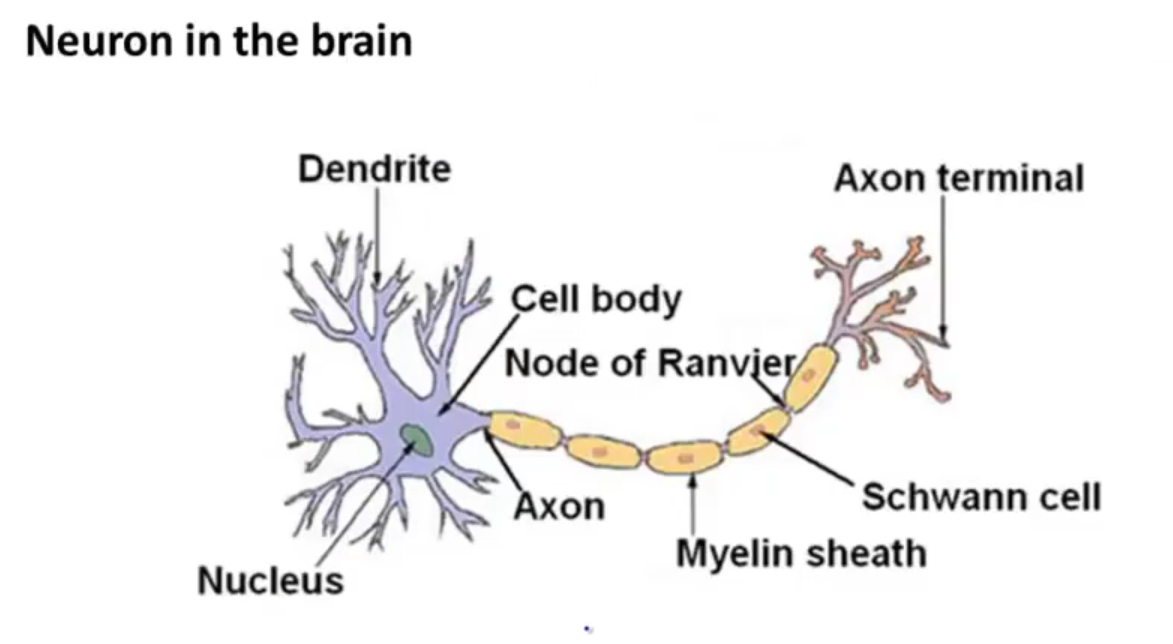 Neuron in the brain
Dendrite
Axon terminal
Cell body
Node of Ranvier
Axon
Schwann cell
Myelin sheath
Nucleus